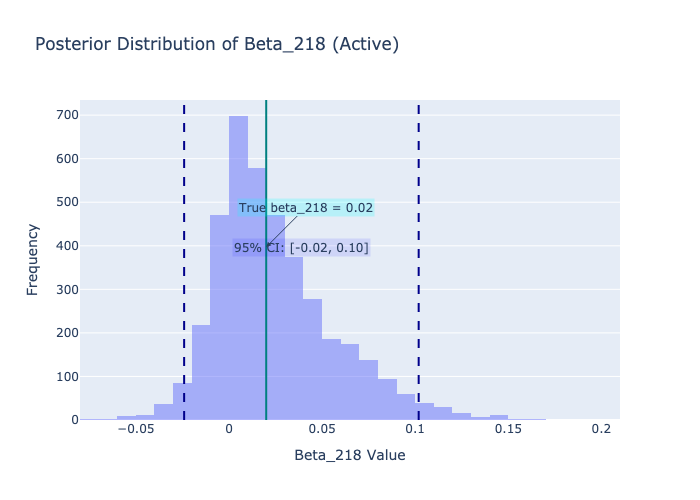 Posterior Distribution of Beta_218 (Active)
700
600
500
400
300
200
100
0
Frequency
True beta_218 = 0.02
95% CI: [-0.02, 0.10]
−0.05
0
0.05
0.1
0.15
0.2
Beta_218 Value